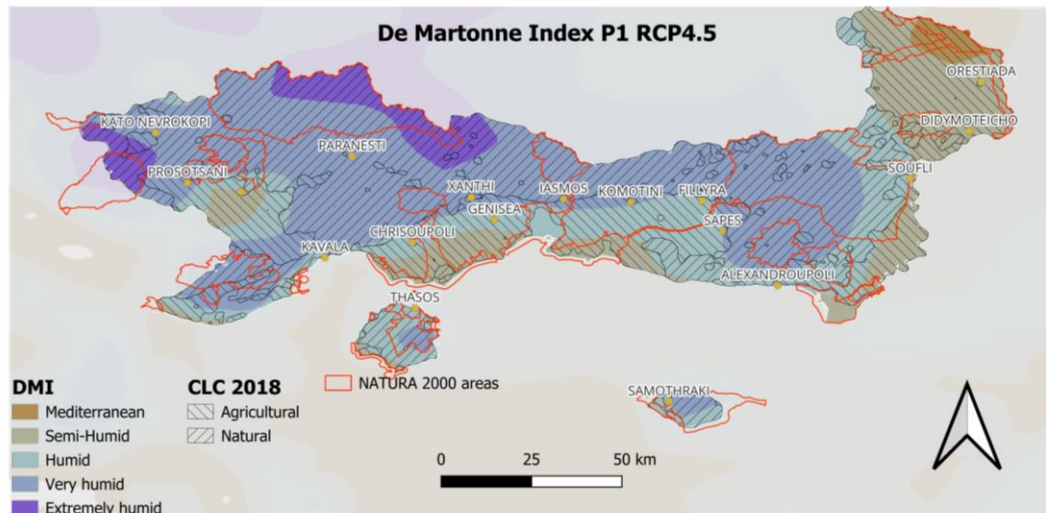 De Martonne Index P1 RCP4.5
ORESTIADA
DIDYMOTEICHO
KATO NEVROKOPI
PARANESTI
SOUFLI
PROSOTSANI
XANTHI
IASMOS
KOMOTINI
FILLYRA
GENISEA
SAPES
CHRISOUPOLI
KAVALA
ALEXANDROUPOLI
THASOS
SAMOTHRAKI
DMI
Mediterranean
Semi-Humid
Humid
Very humid
Extremely humid
CLC 2018
Agricultural
Natural
NATURA 2000 areas
0 25 50 km